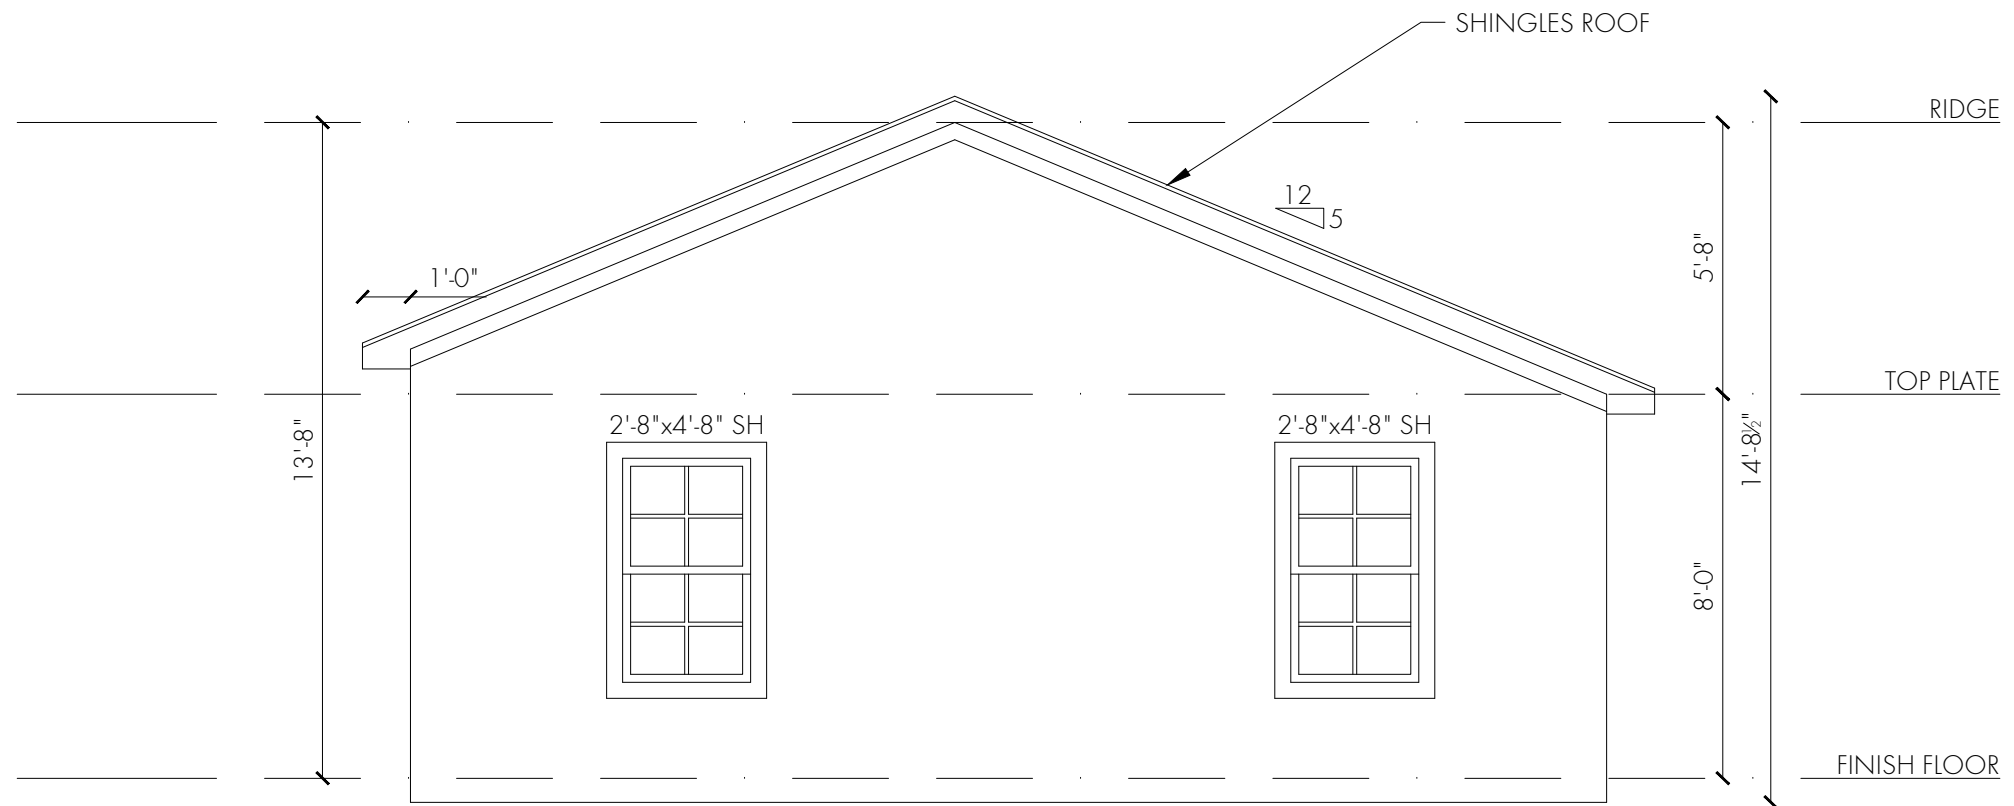 SHINGLES ROOF
RIDGE
12
5
5'-8"
1'-0"
TOP PLATE
2'-8"x4'-8" SH
2'-8"x4'-8" SH
13'-8"
14'-8½"
8'-0"
FINISH FLOOR